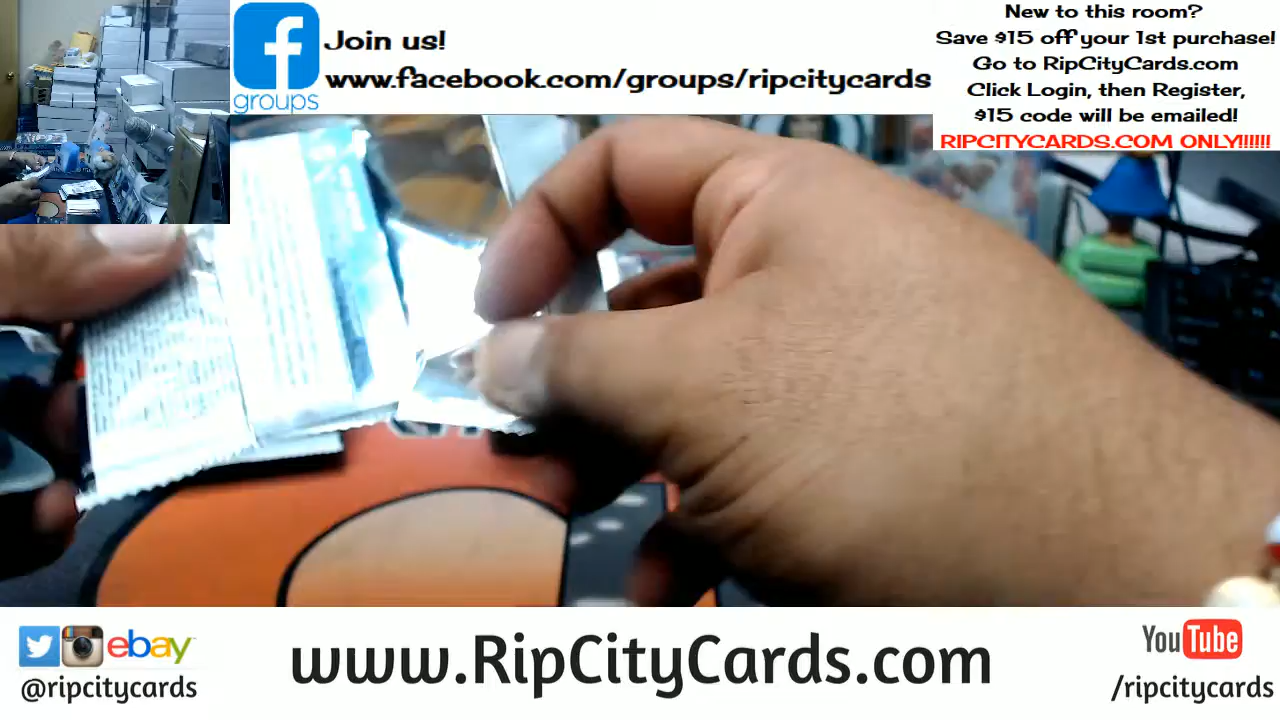 Join us!
www.facebook.com/groups/ripcitycards
groups
New to this room?
Save $15 off your 1st purchase!
Go to RipCityCards.com
Click Login, then Register,
$15 code will be emailed!
RIPCITYCARDS.COM ONLY!!!!!!
ebay
@ripcitycards
www.RipCityCards.com
YouTube
/ripcitycards